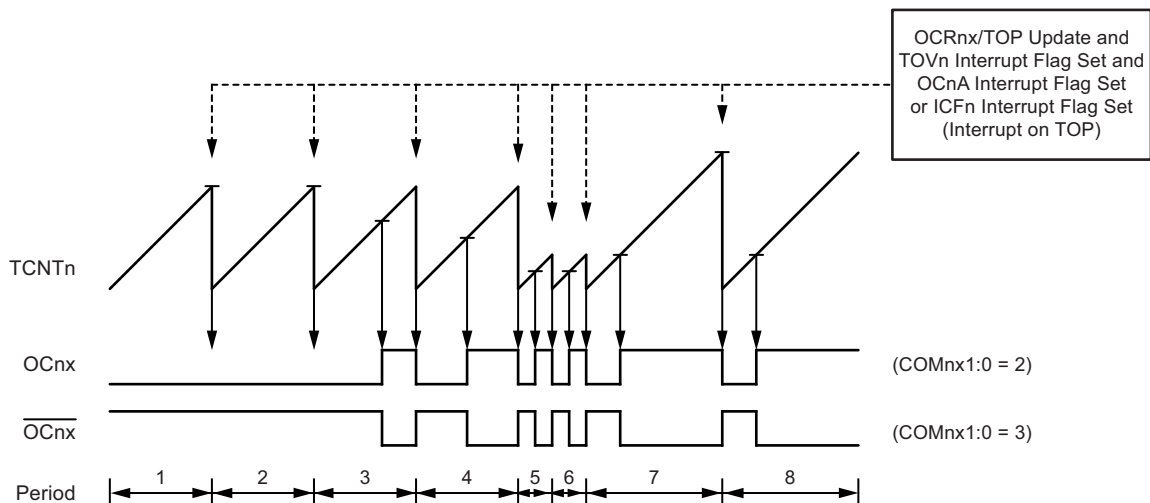 OCRnx/TOP Update and
TOVn Interrupt Flag Set and
OCnA Interrupt Flag Set
or ICFn Interrupt Flag Set
(Interrupt on TOP)
TCNTn
OCnx
(COMnx1:0 = 2)
OCnx
(COMnx1:0 = 3)
Period
1 2 3 4 5 6 7 8